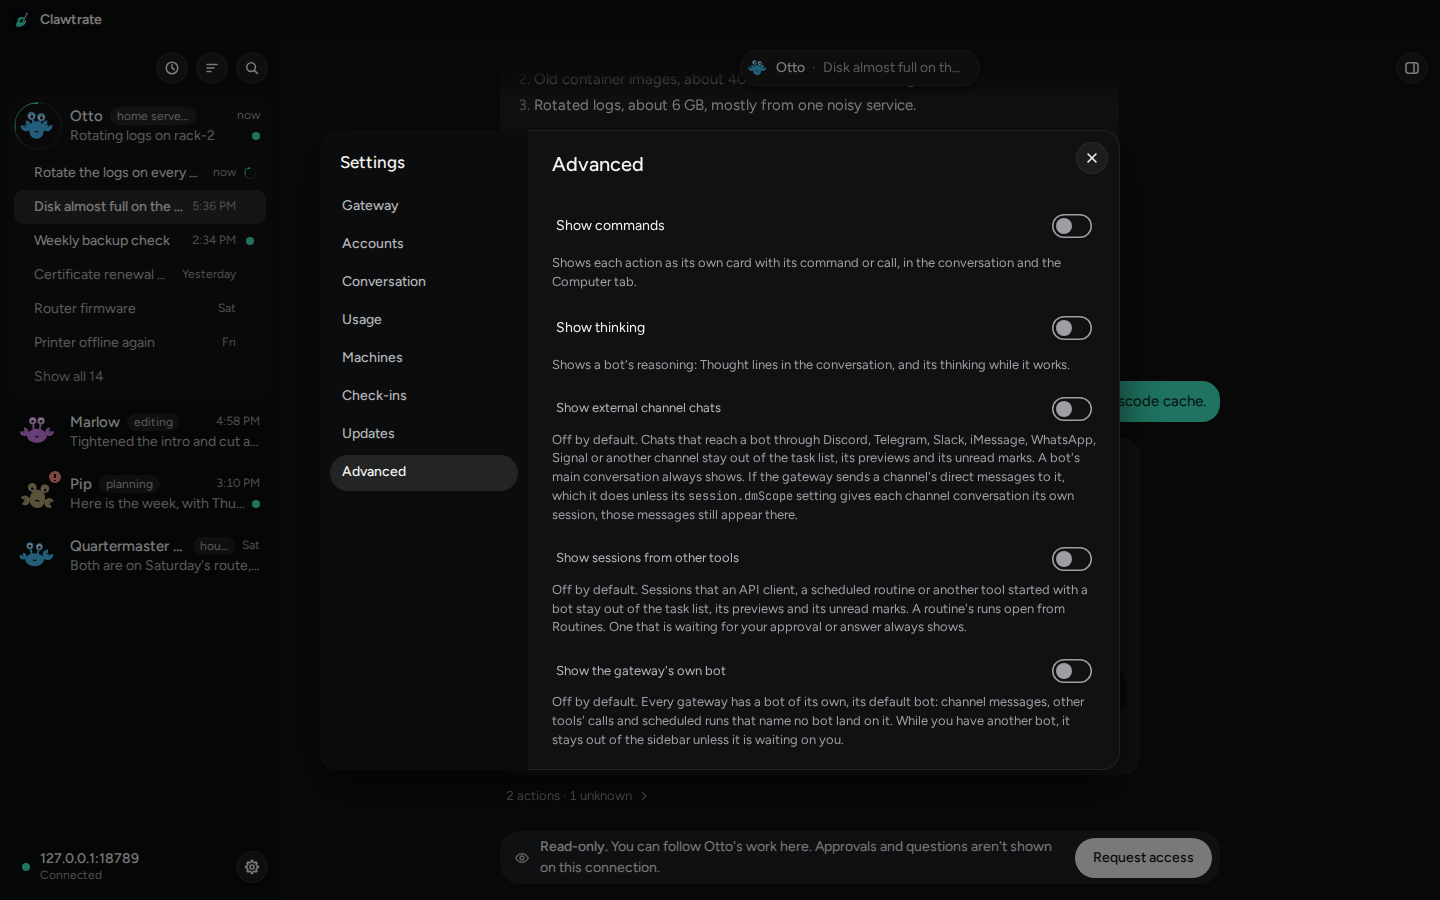 Clawtrate
Otto home serve... now
Rotating logs on rack-2
Rotate the logs on every ... now
Disk almost full on the ... 5:36 PM
Weekly backup check 2:34 PM
Certificate renewal ... Yesterday
Router firmware Sat
Printer offline again Fri
Show all 14
Marlow editing 4:58 PM
Tightened the intro and cut a...
Pip planning 3:10 PM
Here is the week, with Thu...
Quartermaster ... hou... Sat
Both are on Saturday's route,...
127.0.0.1:18789
Connected
Otto · Disk almost full on th...
2. Old container images, about 40
3. Rotated logs, about 6 GB, mostly from one noisy service.
Settings
Gateway
Accounts
Conversation
Usage
Machines
Check-ins
Updates
Advanced
Advanced
Show commands
Shows each action as its own card with its command or call, in the conversation and the
Computer tab.
Show thinking
Shows a bot's reasoning: Thought lines in the conversation, and its thinking while it works.
Show external channel chats
Off by default. Chats that reach a bot through Discord, Telegram, Slack, iMessage, WhatsApp,
Signal or another channel stay out of the task list, its previews and its unread marks. A bot's
main conversation always shows. If the gateway sends a channel's direct messages to it,
which it does unless its session.dmScope setting gives each channel conversation its own
session, those messages still appear there.
Show sessions from other tools
Off by default. Sessions that an API client, a scheduled routine or another tool started with a
bot stay out of the task list, its previews and its unread marks. A routine's runs open from
Routines. One that is waiting for your approval or answer always shows.
Show the gateway's own bot
Off by default. Every gateway has a bot of its own, its default bot: channel messages, other
tools' calls and scheduled runs that name no bot land on it. While you have another bot, it
stays out of the sidebar unless it is waiting on you.
scode cache.
2 actions · 1 unknown
Read-only. You can follow Otto's work here. Approvals and questions aren't shown
on this connection.
Request access